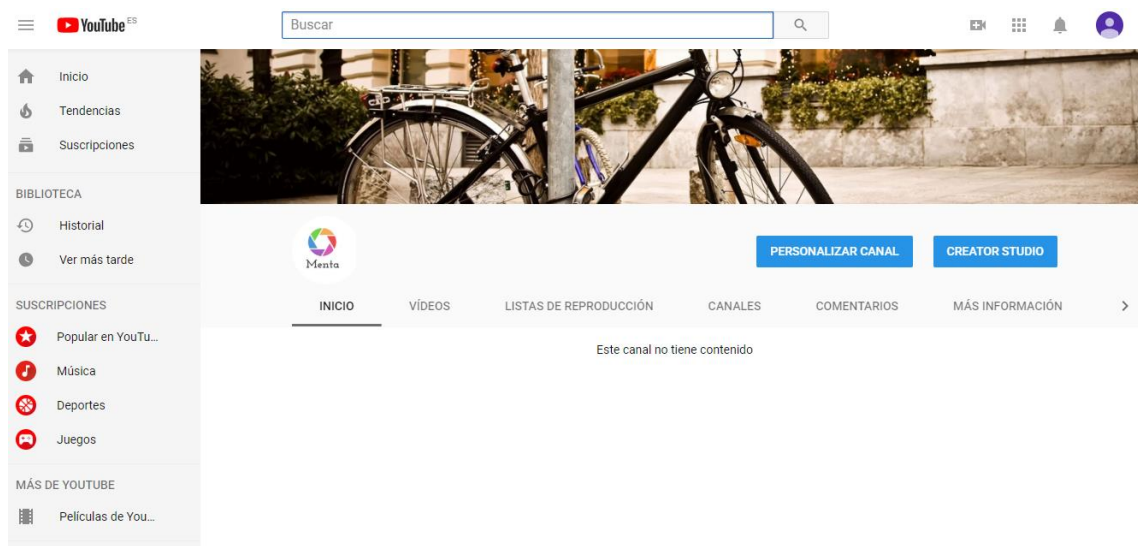 YouTube ES
Buscar
Inicio
Tendencias
Suscripciones
BIBLIOTECA
Historial
Ver más tarde
SUSCRIPCIONES
Popular en YouTu...
Música
Deportes
Juegos
MÁS DE YOUTUBE
Películas de You...
Menta
PERSONALIZAR CANAL
CREATOR STUDIO
INICIO VÍDEOS LISTAS DE REPRODUCCIÓN CANALES COMENTARIOS MÁS INFORMACIÓN
Este canal no tiene contenido